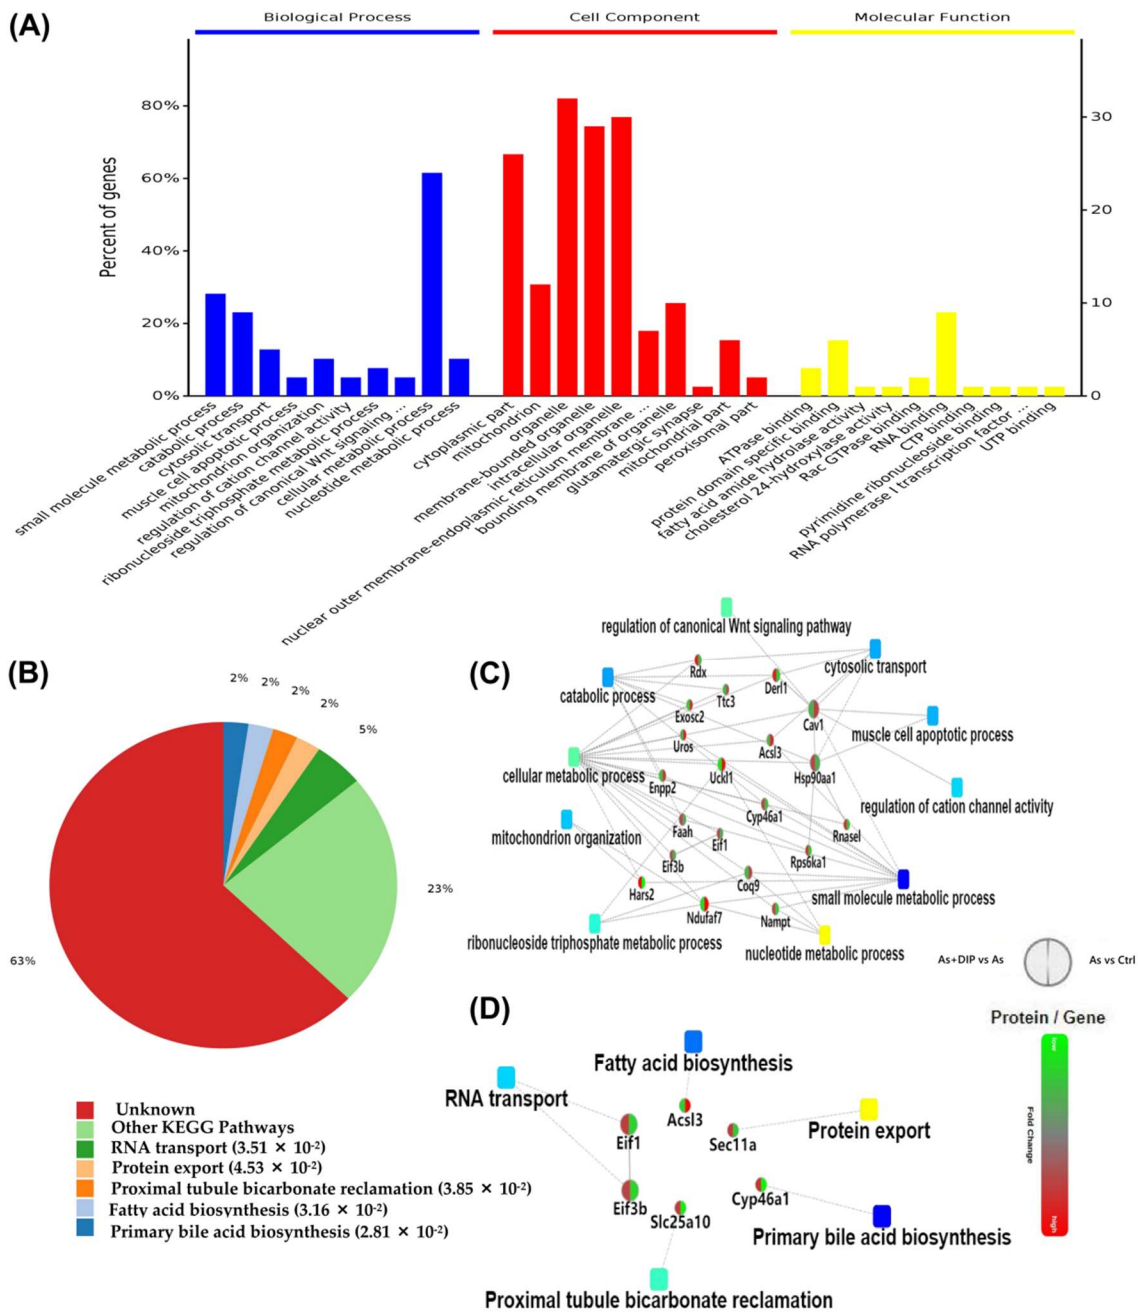 (A)
Biological Process
Cell Component
Molecular Function
Percent of genes
80%
60%
40%
20%
0%
30
20
10
0
small molecule metabolic process
catabolic process
cytosolic transport
muscle cell apoptotic process
mitochondrion organization
regulation of cation channel activity
ribonucleoside triphosphate metabolic process
regulation of canonical Wnt signaling ...
cellular metabolic process
nucleotide metabolic process
cytoplasmic part
mitochondrion
organelle
membrane-bounded organelle
intracellular organelle
nuclear outer membrane-endoplasmic reticulum membrane ...
bounding membrane of organelle
glutamatergic synapse
mitochondrial part
peroxisomal part
ATPase binding
protein domain specific binding
fatty acid amide hydrolase activity
cholesterol 24-hydroxylase activity
Rac GTPase binding
RNA binding
CTP binding
pyrimidine ribonucleoside binding
RNA polymerase I transcription factor ...
UTP binding
(B)
2%
2%
2%
2%
5%
23%
63%
Unknown
Other KEGG Pathways
RNA transport (3.51 × 10-2)
Protein export (4.53 × 10-2)
Proximal tubule bicarbonate reclamation (3.85 × 10-2)
Fatty acid biosynthesis (3.16 × 10-2)
Primary bile acid biosynthesis (2.81 × 10-2)
(C)
regulation of canonical Wnt signaling pathway
cytosolic transport
catabolic process
Rdx
Derl1
Ttc3
Exosc2
Cav1
muscle cell apoptotic process
Uros
Acsl3
cellular metabolic process
Uckl1
Hsp90aa1
Enpp2
regulation of cation channel activity
Cyp46a1
mitochondrion organization
Faah
Eif1
Rnasel
Eif3b
Rps6ka1
Hars2
Coq9
small molecule metabolic process
Ndufaf7
Nampt
ribonucleoside triphosphate metabolic process
nucleotide metabolic process
As+DIP vs As
As vs Ctrl
Protein / Gene
low
Fold Change
high
(D)
Fatty acid biosynthesis
RNA transport
Acsl3
Eif1
Sec11a
Protein export
Eif3b
Cyp46a1
Slc25a10
Primary bile acid biosynthesis
Proximal tubule bicarbonate reclamation